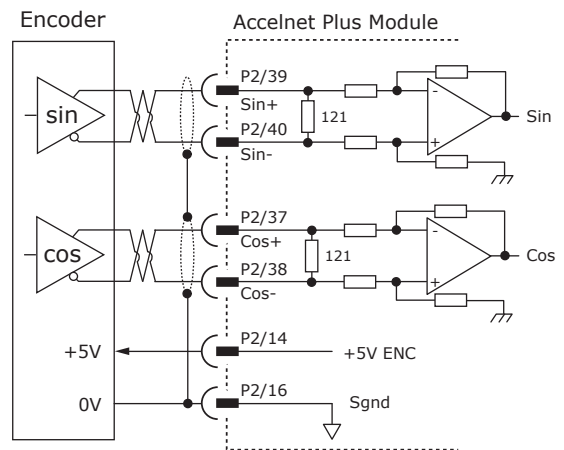 Encoder
Accelnet Plus Module
P2/39
Sin+
sin
121
-
+
Sin
P2/40
Sin-
P2/37
Cos+
cos
121
-
+
Cos
P2/38
Cos-
+5V
P2/14
+5V ENC
0V
P2/16
Sgnd